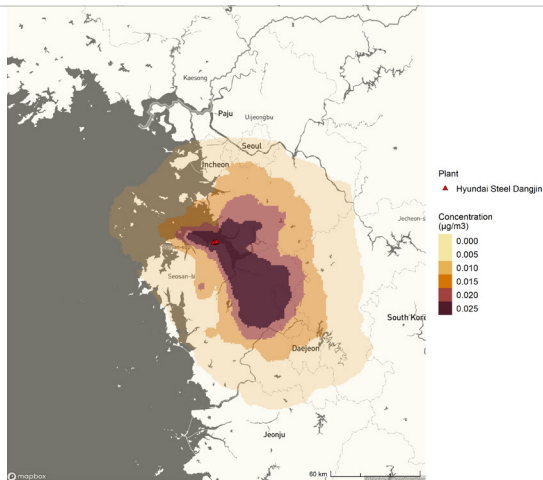 Kaesong
Paju
Uijeongbu
Seoul
Incheon
Jecheon-s
Seosan-si
South Kor
Daejeon
Jeonju
60 km
mapbox
Plant
Hyundai Steel Dangjin
Concentration
(µg/m3)
0.000
0.005
0.010
0.015
0.020
0.025